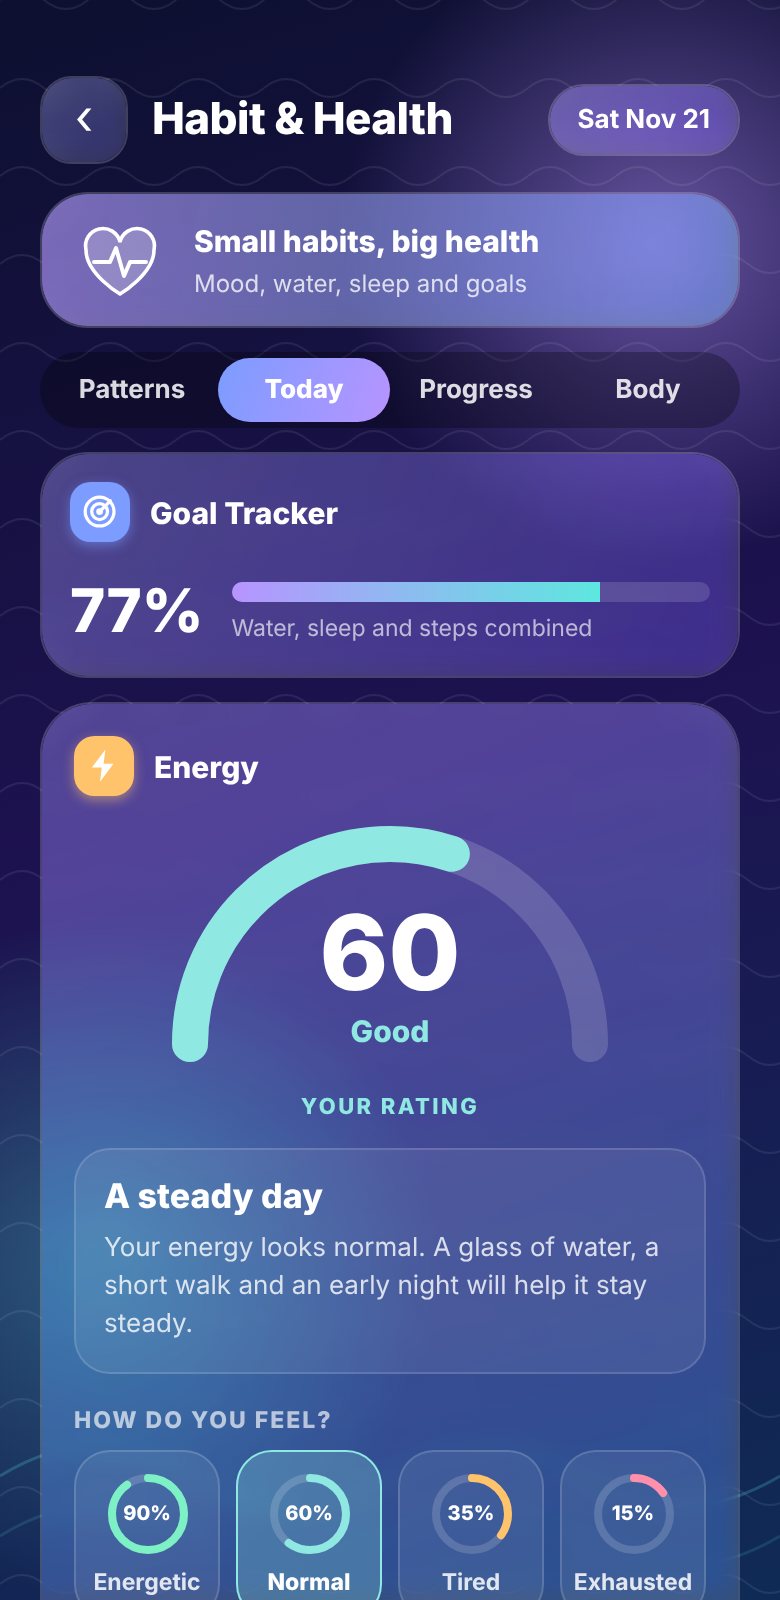 Habit & Health
Sat Nov 21
Small habits, big health
Mood, water, sleep and goals
Patterns
Today
Progress
Body
Goal Tracker
77%
Water, sleep and steps combined
Energy
60
Good
YOUR RATING
A steady day
Your energy looks normal. A glass of water, a
short walk and an early night will help it stay
steady.
HOW DO YOU FEEL?
90%
60%
35%
15%
Energetic
Normal
Tired
Exhausted